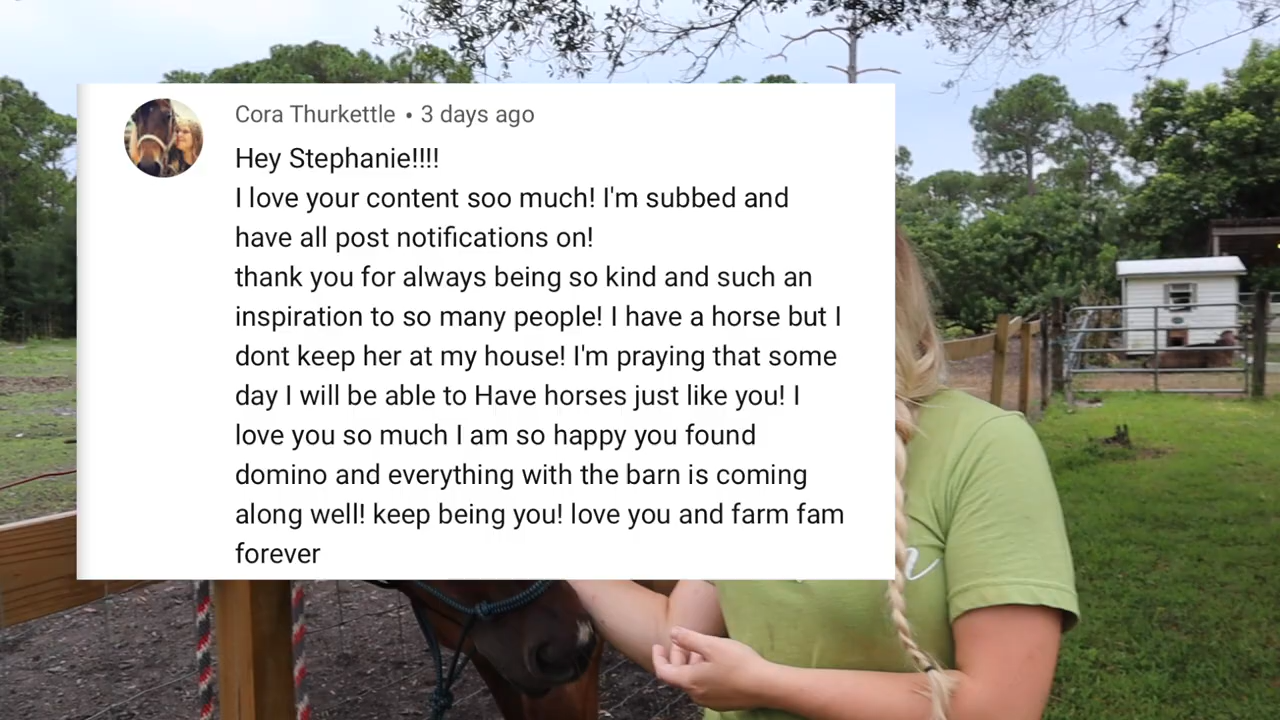 Cora Thurkettle • 3 days ago
Hey Stephanie!!!!
I love your content soo much! I'm subbed and
have all post notifications on!
thank you for always being so kind and such an
inspiration to so many people! I have a horse but I
dont keep her at my house! I'm praying that some
day I will be able to Have horses just like you! I
love you so much I am so happy you found
domino and everything with the barn is coming
along well! keep being you! love you and farm fam
forever